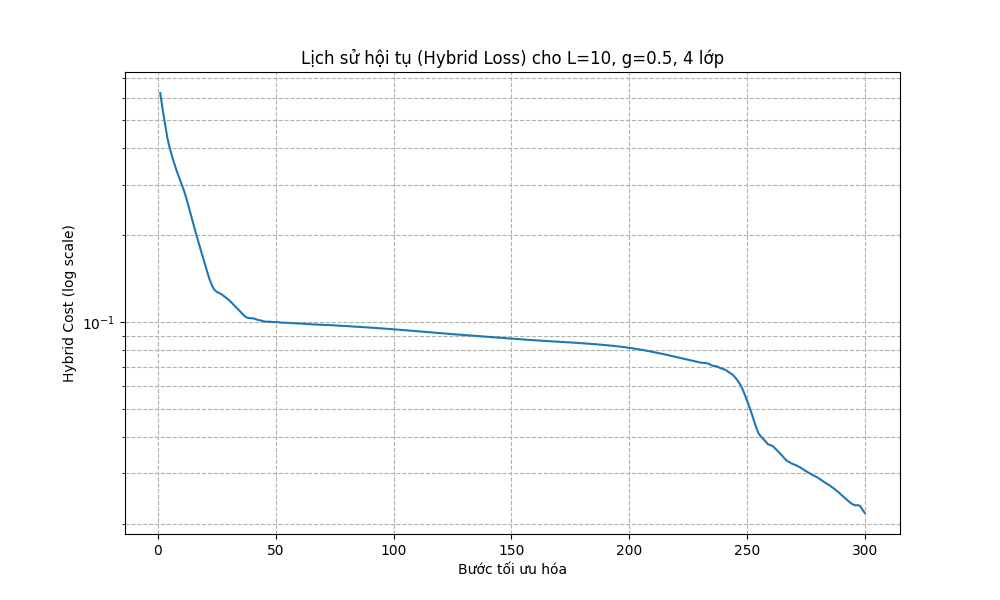 Lịch sử hội tụ (Hybrid Loss) cho L=10, g=0.5, 4 lớp
Hybrid Cost (log scale)
10⁻¹
0 50 100 150 200 250 300
Bước tối ưu hóa